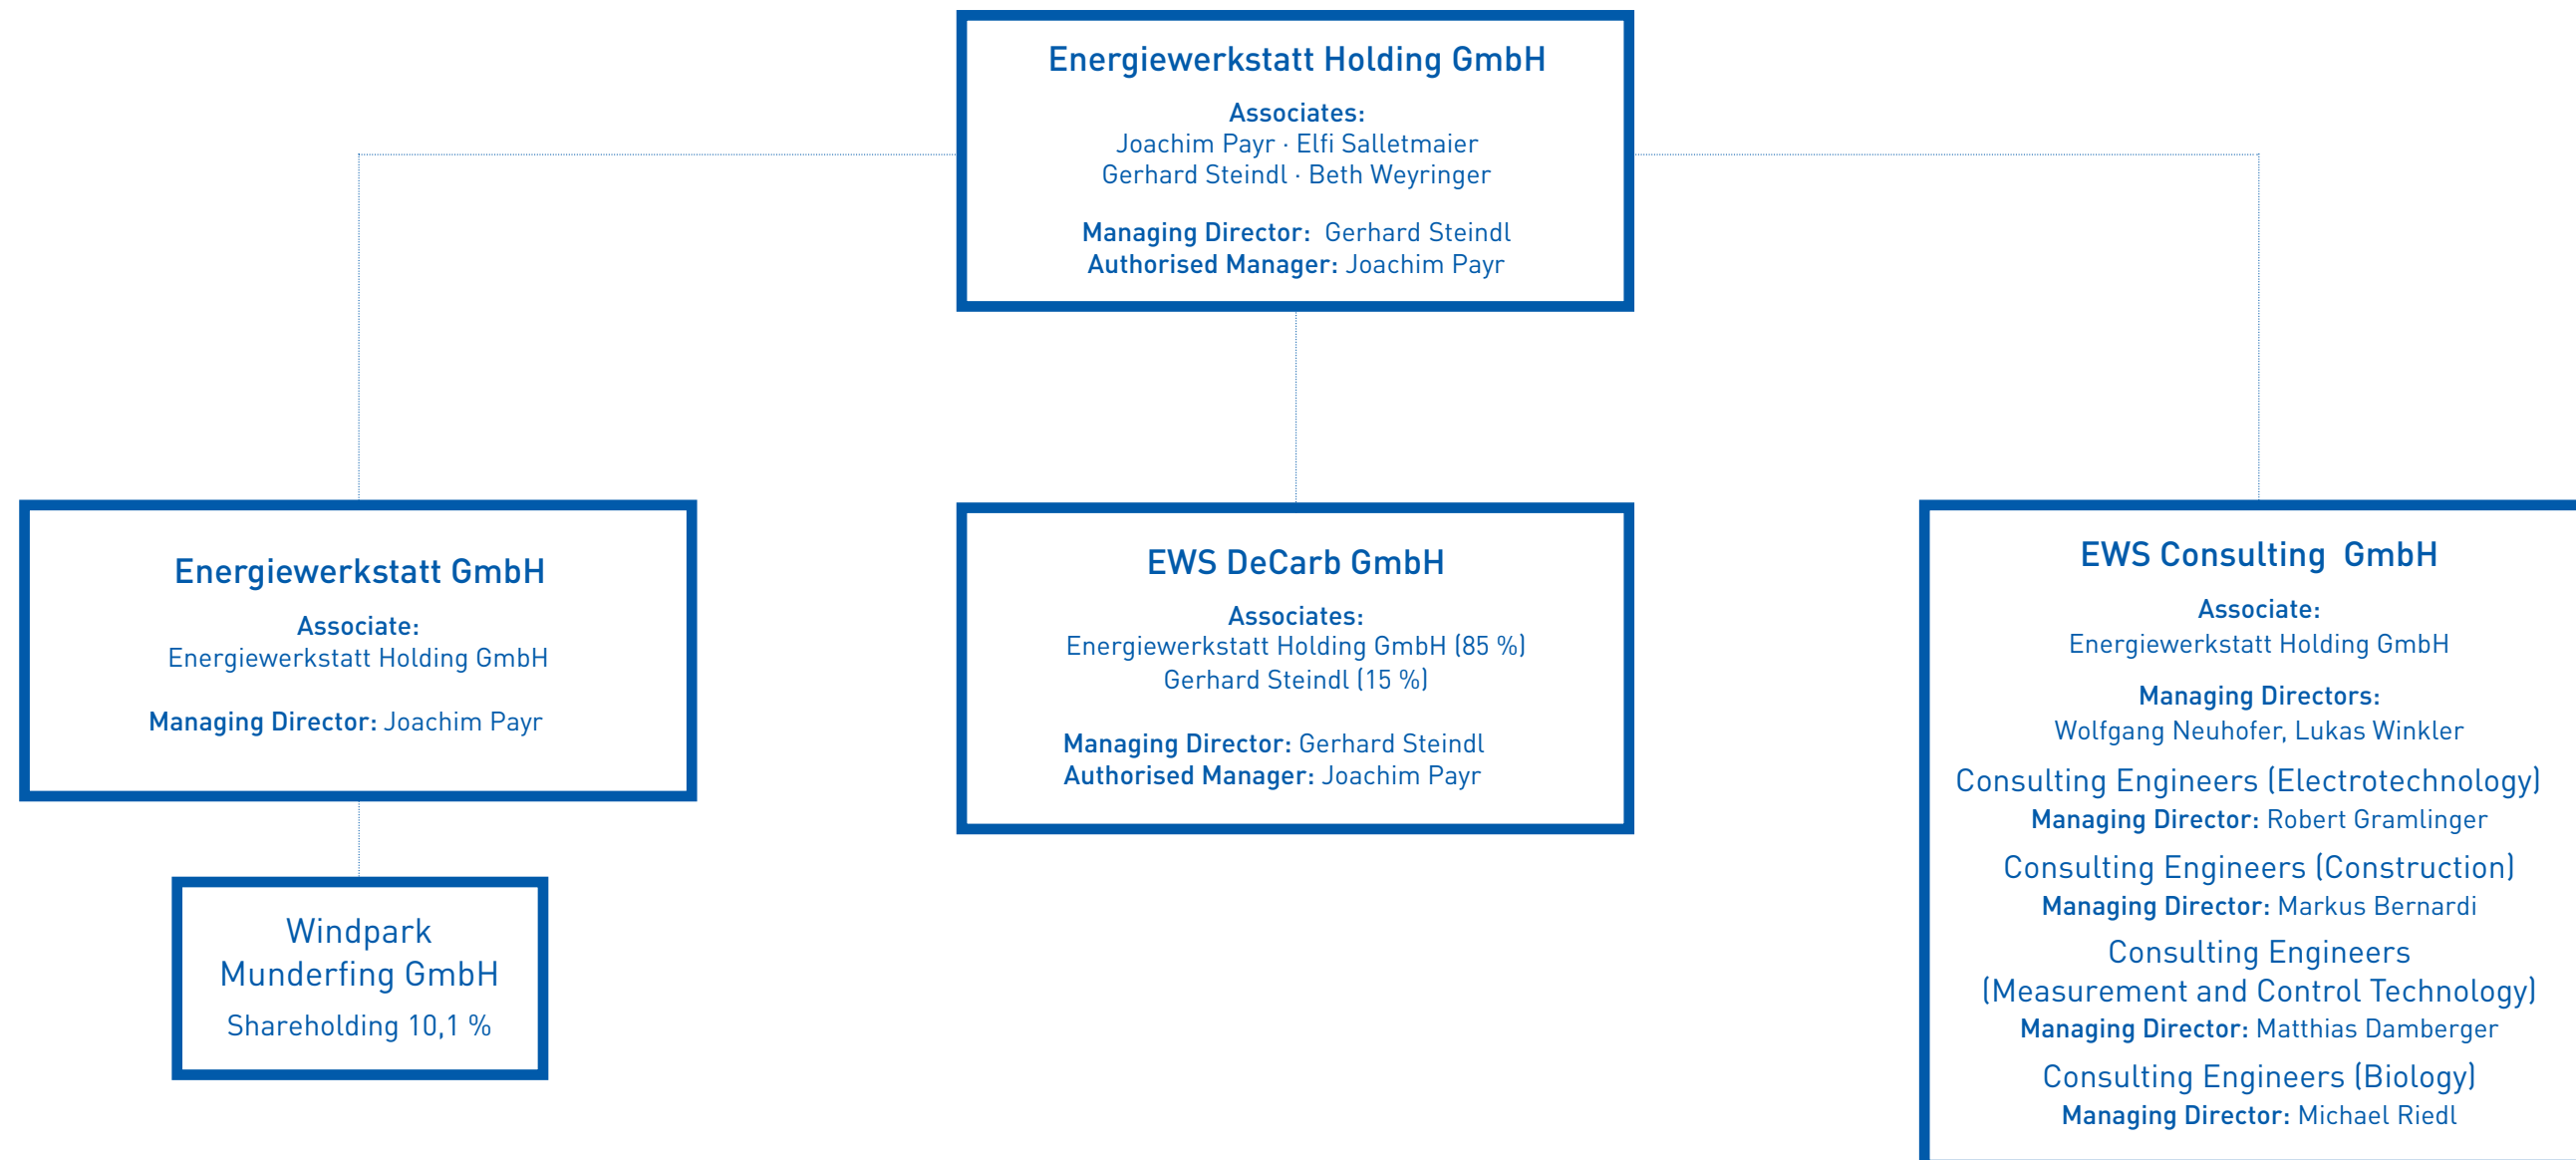 Energiewerkstatt Holding GmbH
Associates:
Joachim Payr · Elfi Salletmaier
Gerhard Steindl · Beth Weyringer
Managing Director: Gerhard Steindl
Authorised Manager: Joachim Payr
Energiewerkstatt GmbH
Associate:
Energiewerkstatt Holding GmbH
Managing Director: Joachim Payr
Windpark
Munderfing GmbH
Shareholding 10,1 %
EWS DeCarb GmbH
Associates:
Energiewerkstatt Holding GmbH (85 %)
Gerhard Steindl (15 %)
Managing Director: Gerhard Steindl
Authorised Manager: Joachim Payr
EWS Consulting GmbH
Associate:
Energiewerkstatt Holding GmbH
Managing Directors:
Wolfgang Neuhofer, Lukas Winkler
Consulting Engineers (Electrotechnology)
Managing Director: Robert Gramlinger
Consulting Engineers (Construction)
Managing Director: Markus Bernardi
Consulting Engineers
(Measurement and Control Technology)
Managing Director: Matthias Damberger
Consulting Engineers (Biology)
Managing Director: Michael Riedl